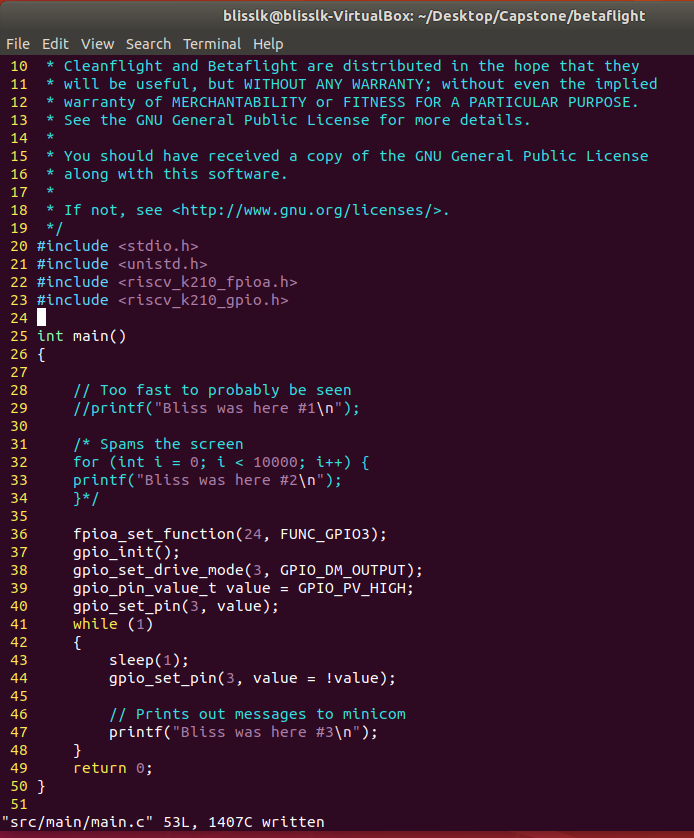 blisslk@blisslk-VirtualBox: ~/Desktop/Capstone/betaflight
File Edit View Search Terminal Help
10  * Cleanflight and Betaflight are distributed in the hope that they
11  * will be useful, but WITHOUT ANY WARRANTY; without even the implied
12  * warranty of MERCHANTABILITY or FITNESS FOR A PARTICULAR PURPOSE.
13  * See the GNU General Public License for more details.
14  *
15  * You should have received a copy of the GNU General Public License
16  * along with this software.
17  *
18  * If not, see <http://www.gnu.org/licenses/>.
19  */
20 #include <stdio.h>
21 #include <unistd.h>
22 #include <riscv_k210_fpioa.h>
23 #include <riscv_k210_gpio.h>
24
25 int main()
26 {
27
28     // Too fast to probably be seen
29     //printf("Bliss was here #1\n");
30
31     /* Spams the screen
32     for (int i = 0; i < 10000; i++) {
33     printf("Bliss was here #2\n");
34     }*/
35
36     fpioa_set_function(24, FUNC_GPIO3);
37     gpio_init();
38     gpio_set_drive_mode(3, GPIO_DM_OUTPUT);
39     gpio_pin_value_t value = GPIO_PV_HIGH;
40     gpio_set_pin(3, value);
41     while (1)
42     {
43         sleep(1);
44         gpio_set_pin(3, value = !value);
45
46         // Prints out messages to minicom
47         printf("Bliss was here #3\n");
48     }
49     return 0;
50 }
51
"src/main/main.c" 53L, 1407C written